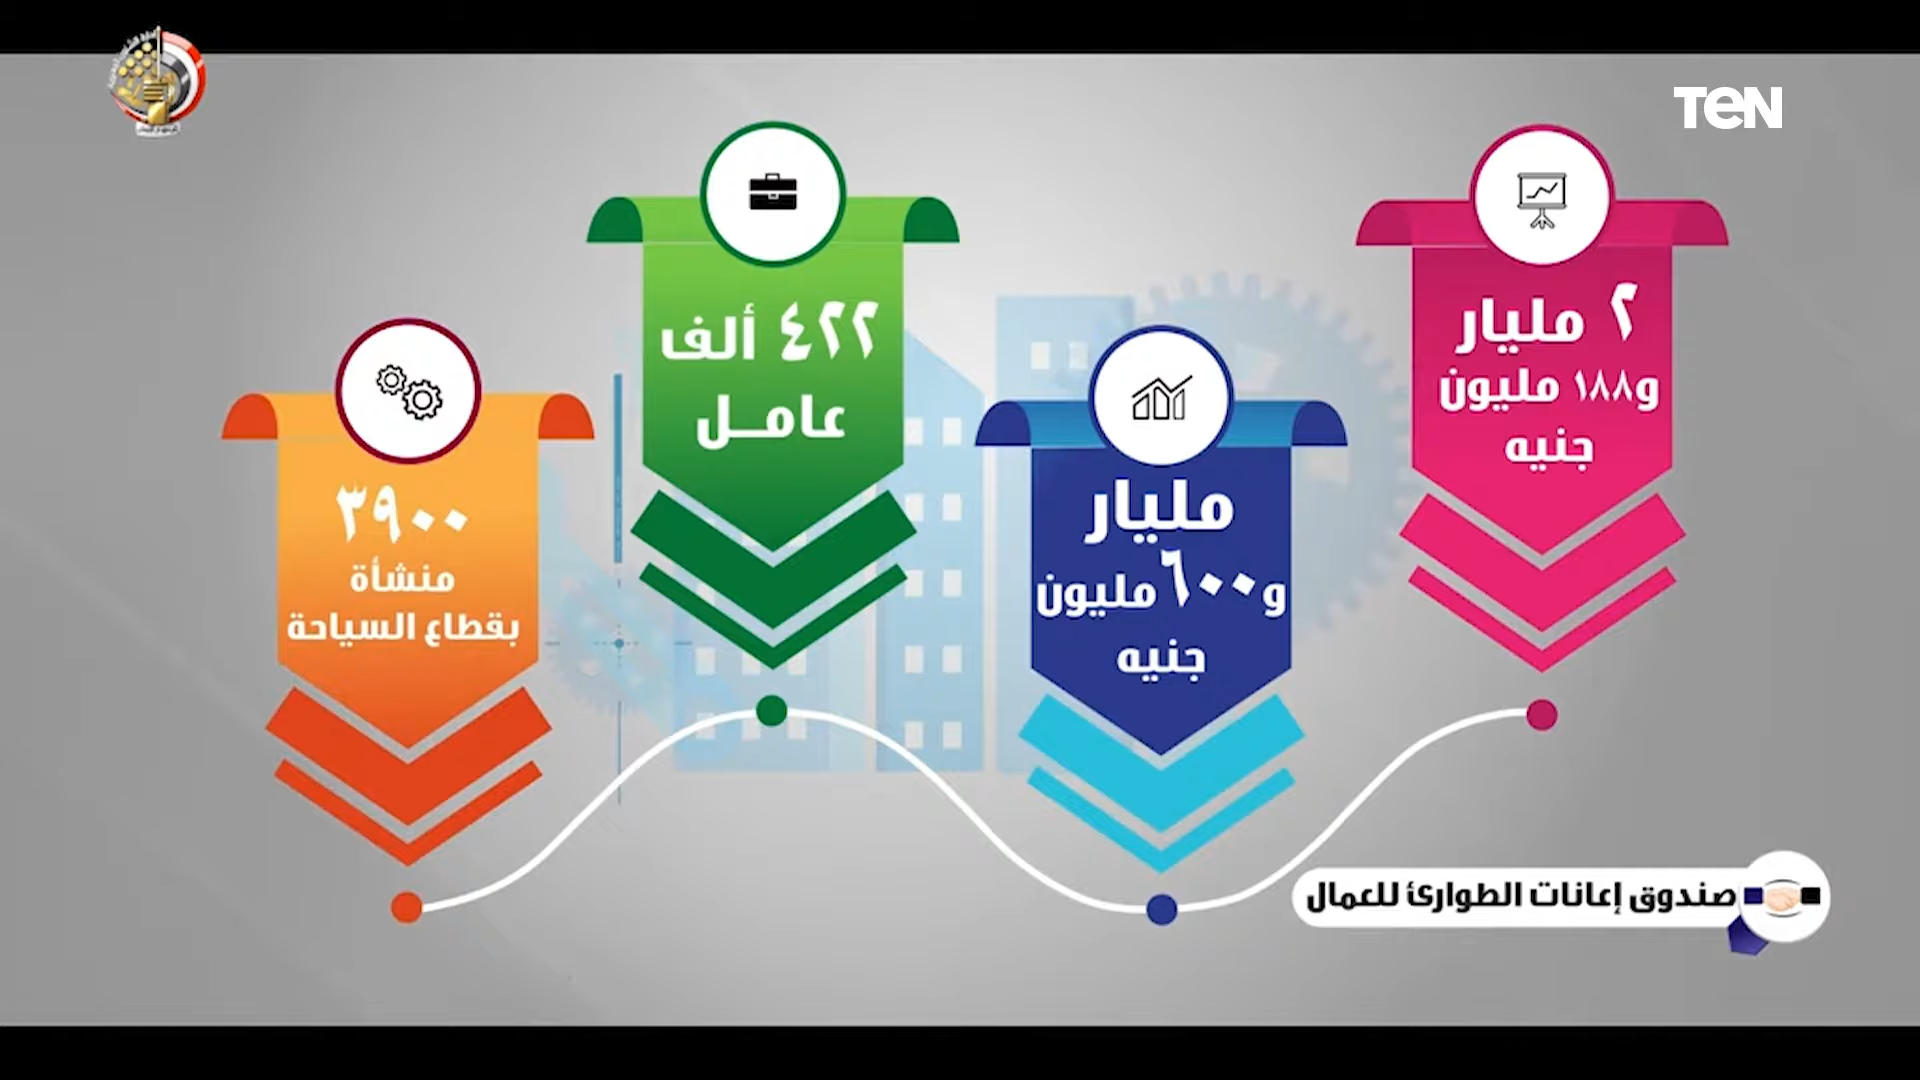 TEN
٢ مليار
و١٨٨ مليون
جنيه
مليار
و٦٠٠ مليون
جنيه
٤٢٢ ألف
عامل
٣٩٠٠
منشأة
بقطاع السياحة
صندوق إعانات الطوارئ للعمال